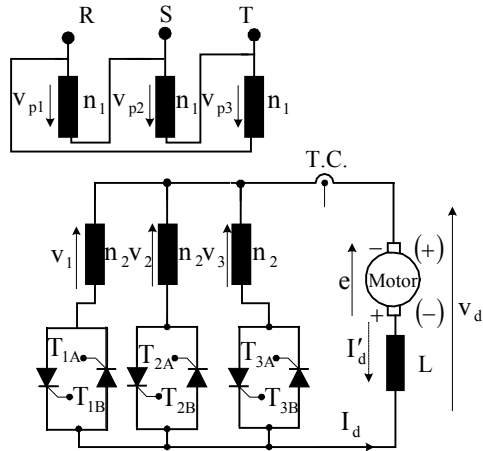 R S T
v_p1 n_1 v_p2 n_1 v_p3 n_1
T.C.
v_1 n_2 v_2 n_2 v_3 n_2
− (+)
e Motor v_d
+ (−)
T_1A T_2A T_3A
I′_d L
T_1B T_2B T_3B
I_d